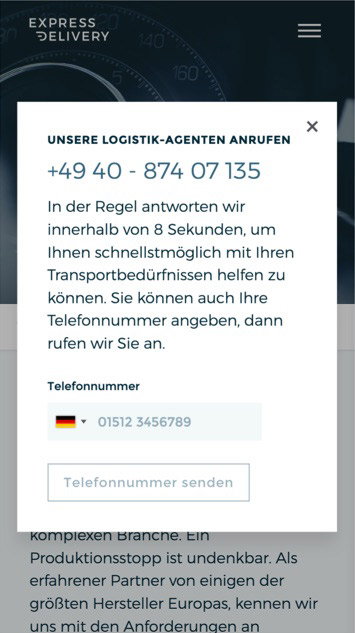 EXPRESS
DELIVERY
140
160
5
×
UNSERE LOGISTIK-AGENTEN ANRUFEN
+49 40 - 874 07 135
In der Regel antworten wir
innerhalb von 8 Sekunden, um
Ihnen schnellstmöglich mit Ihren
Transportbedürfnissen helfen zu
können. Sie können auch Ihre
Telefonnummer angeben, dann
rufen wir Sie an.
Telefonnummer
01512 3456789
Telefonnummer senden
komplexen Branche. Ein
Produktionsstopp ist undenkbar. Als
erfahrener Partner von einigen der
größten Hersteller Europas, kennen wir
uns mit den Anforderungen an